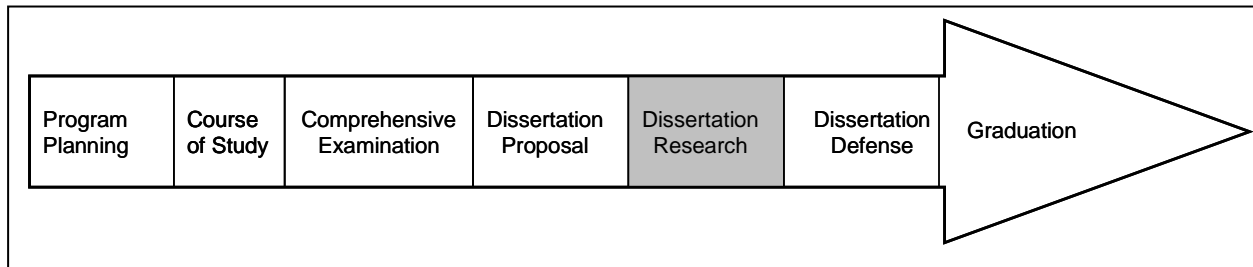 Program
Planning
Course
of Study
Comprehensive
Examination
Dissertation
Proposal
Dissertation
Research
Dissertation
Defense
Graduation